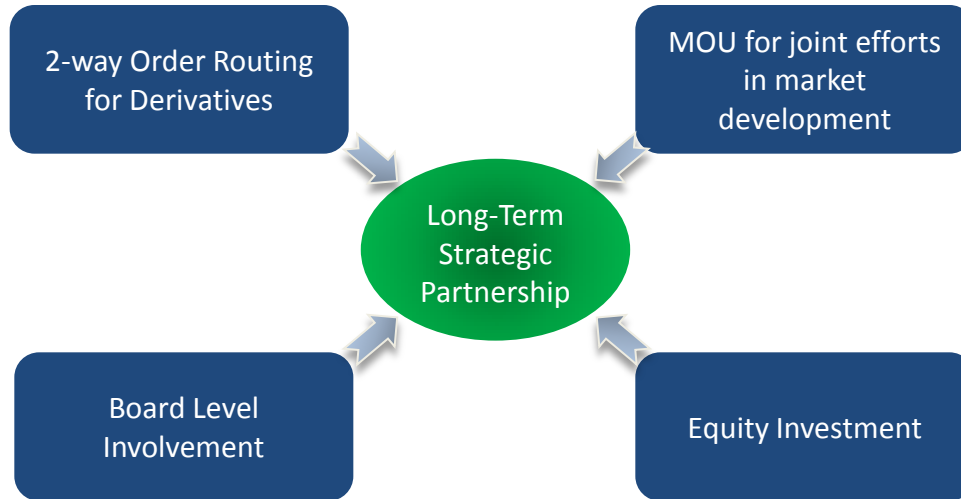 2-way Order Routing
for Derivatives
MOU for joint efforts
in market
development
Long-Term
Strategic
Partnership
Board Level
Involvement
Equity Investment